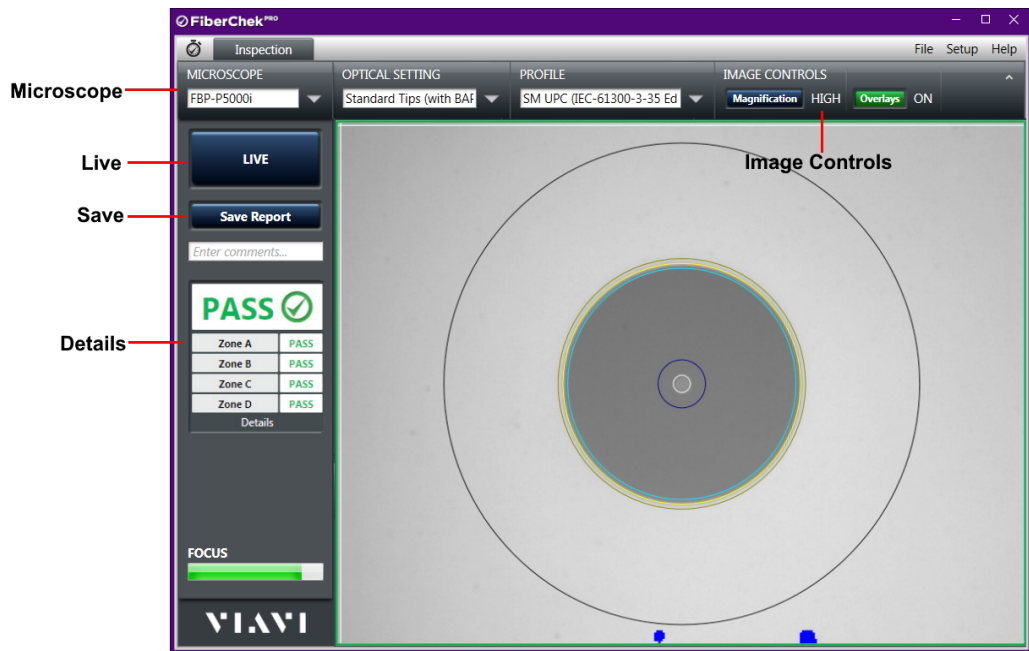 FiberChek PRO
Inspection
File Setup Help
MICROSCOPE
OPTICAL SETTING
PROFILE
IMAGE CONTROLS
Microscope
FBP-P5000i
Standard Tips (with BAF
SM UPC (IEC-61300-3-35 Ed
Magnification HIGH Overlays ON
Live
LIVE
Image Controls
Save
Save Report
Enter comments...
PASS
Details
Zone A PASS
Zone B PASS
Zone C PASS
Zone D PASS
Details
FOCUS
VIAVI